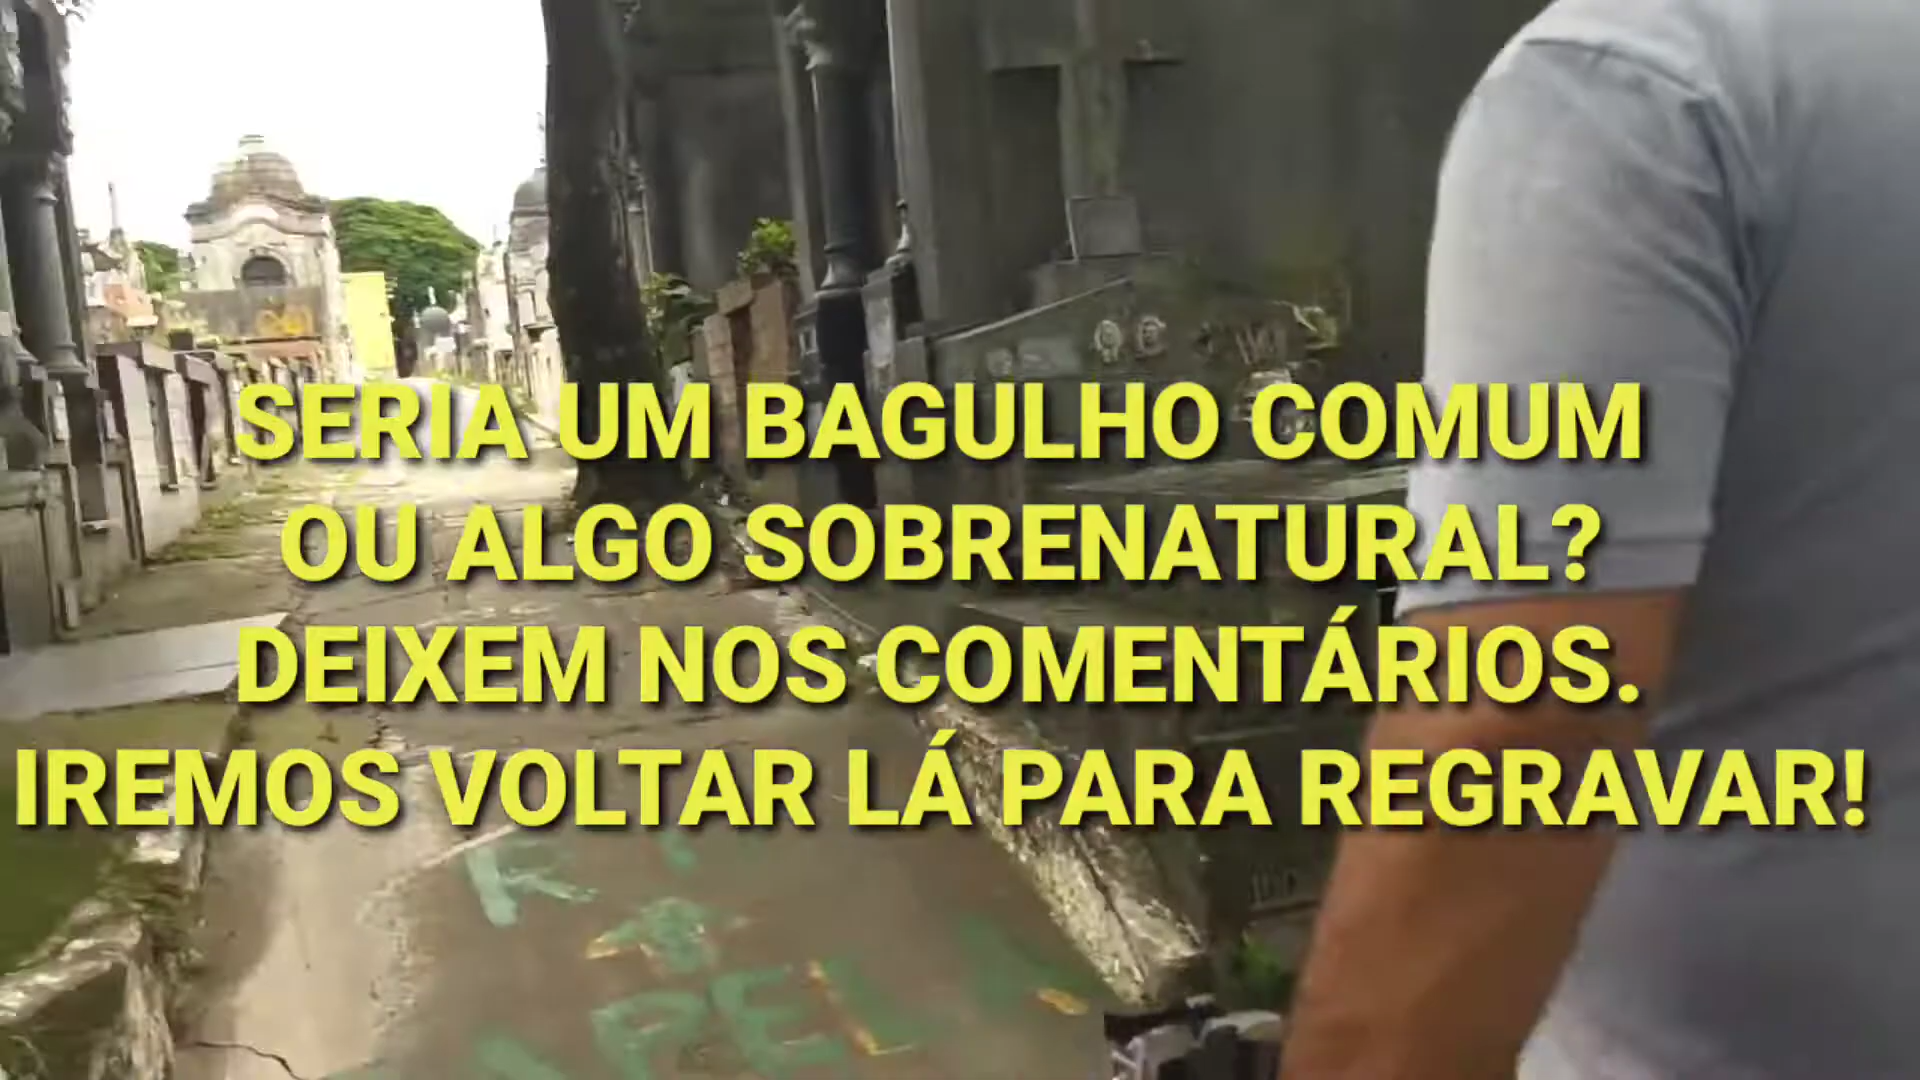 SERIA UM BAGULHO COMUM
OU ALGO SOBRENATURAL?
DEIXEM NOS COMENTÁRIOS.
IREMOS VOLTAR LÁ PARA REGRAVAR!